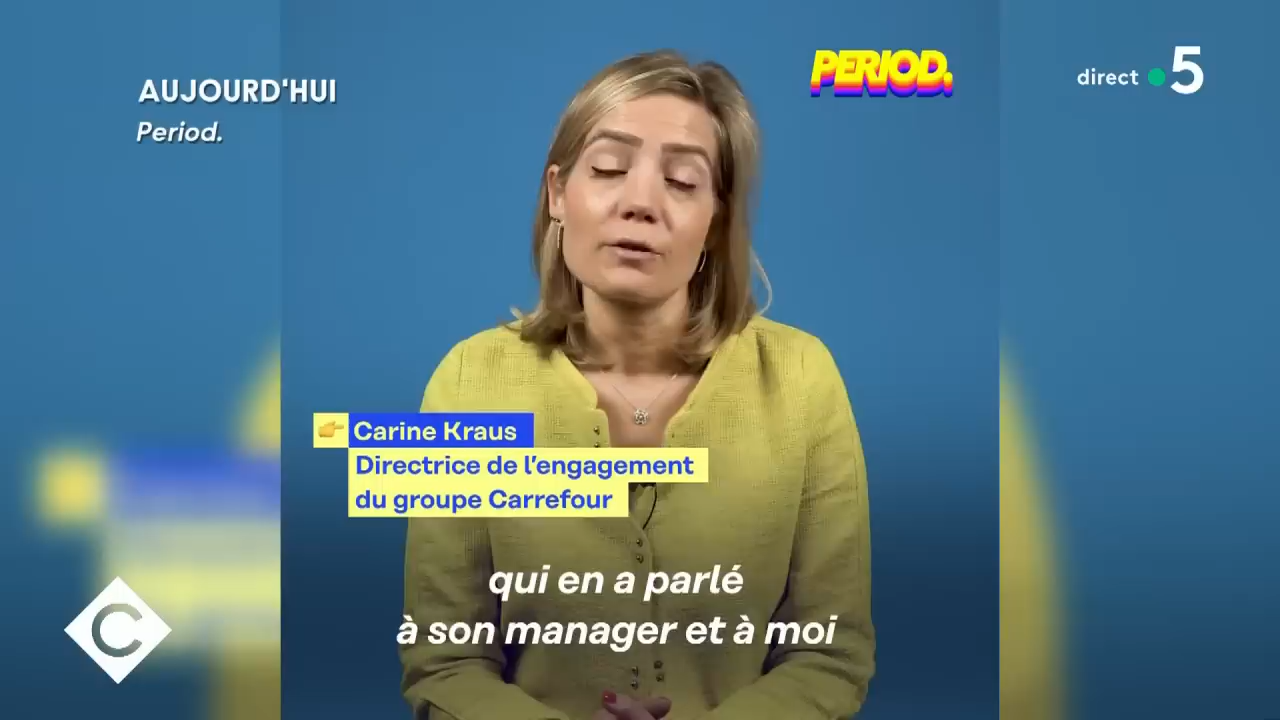 AUJOURD'HUI
Period.
PERIOD.
direct 5
Carine Kraus
Directrice de l'engagement
du groupe Carrefour
qui en a parlé
à son manager et à moi
C